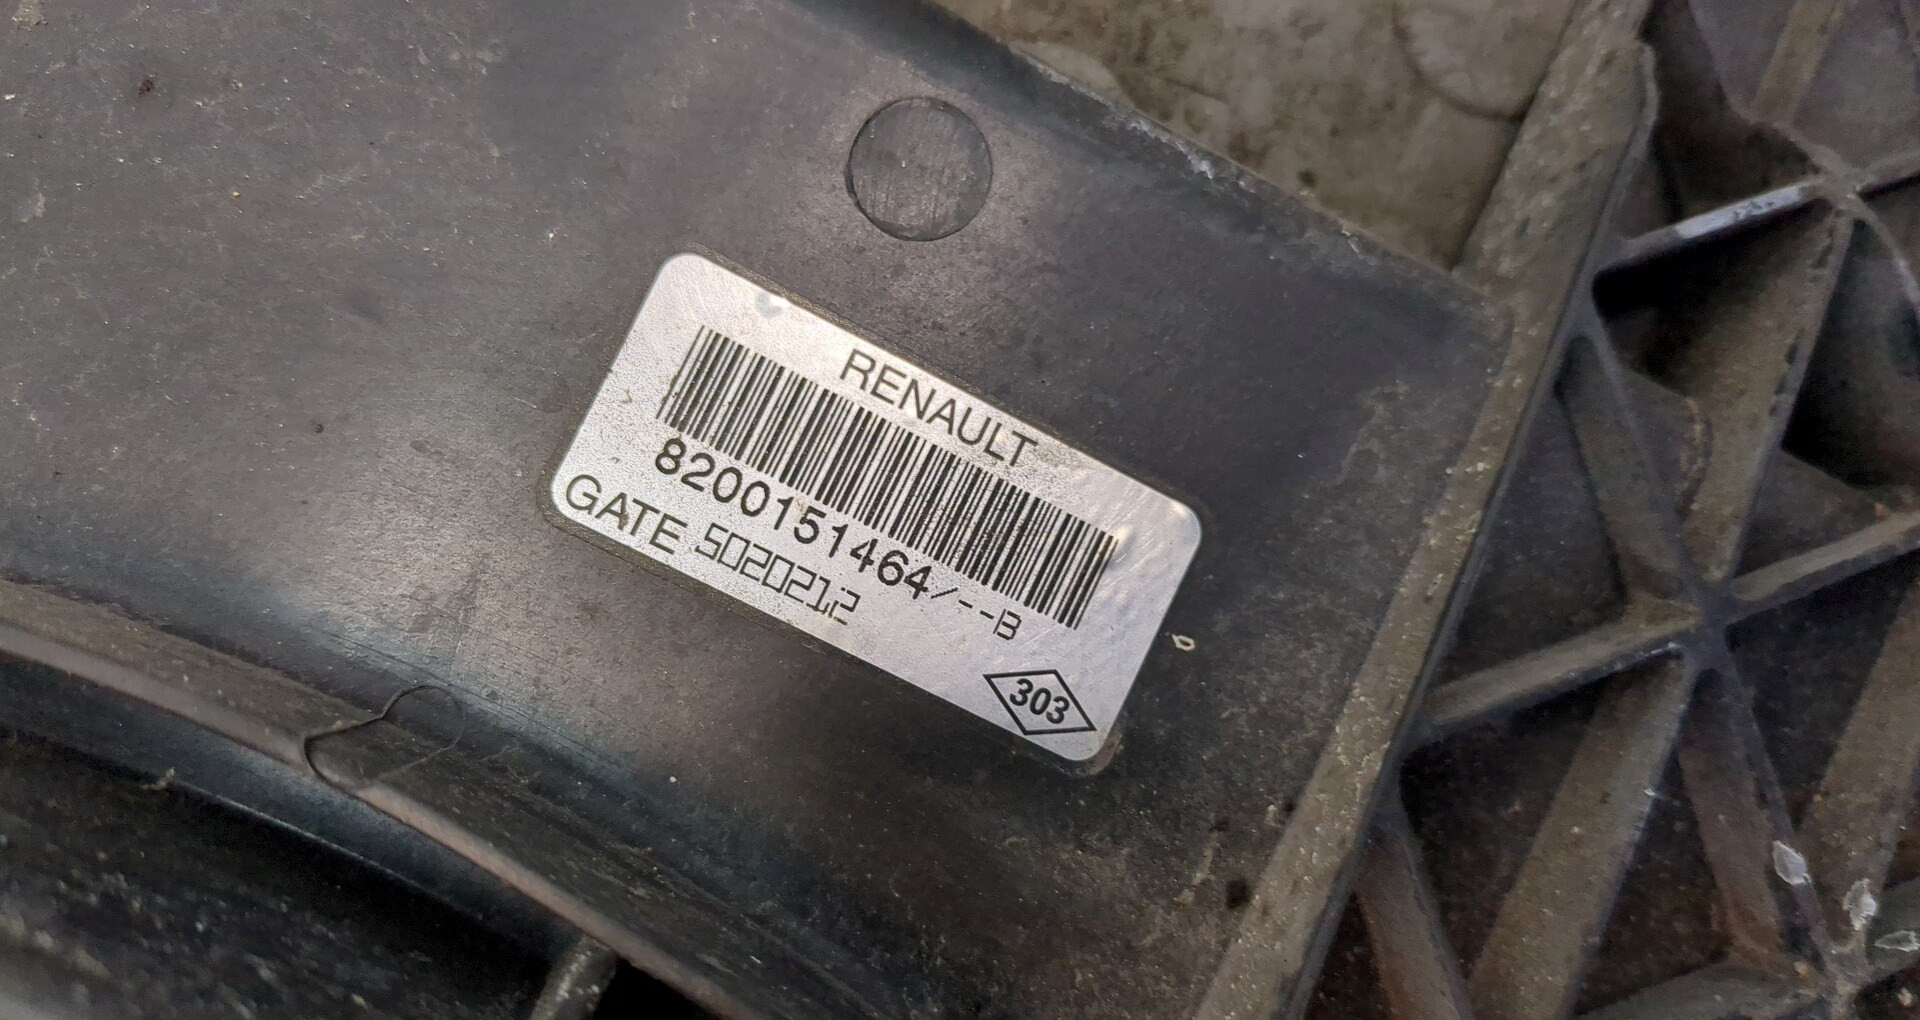 RENAULT
8200151464/--B
GATE 5020212
303